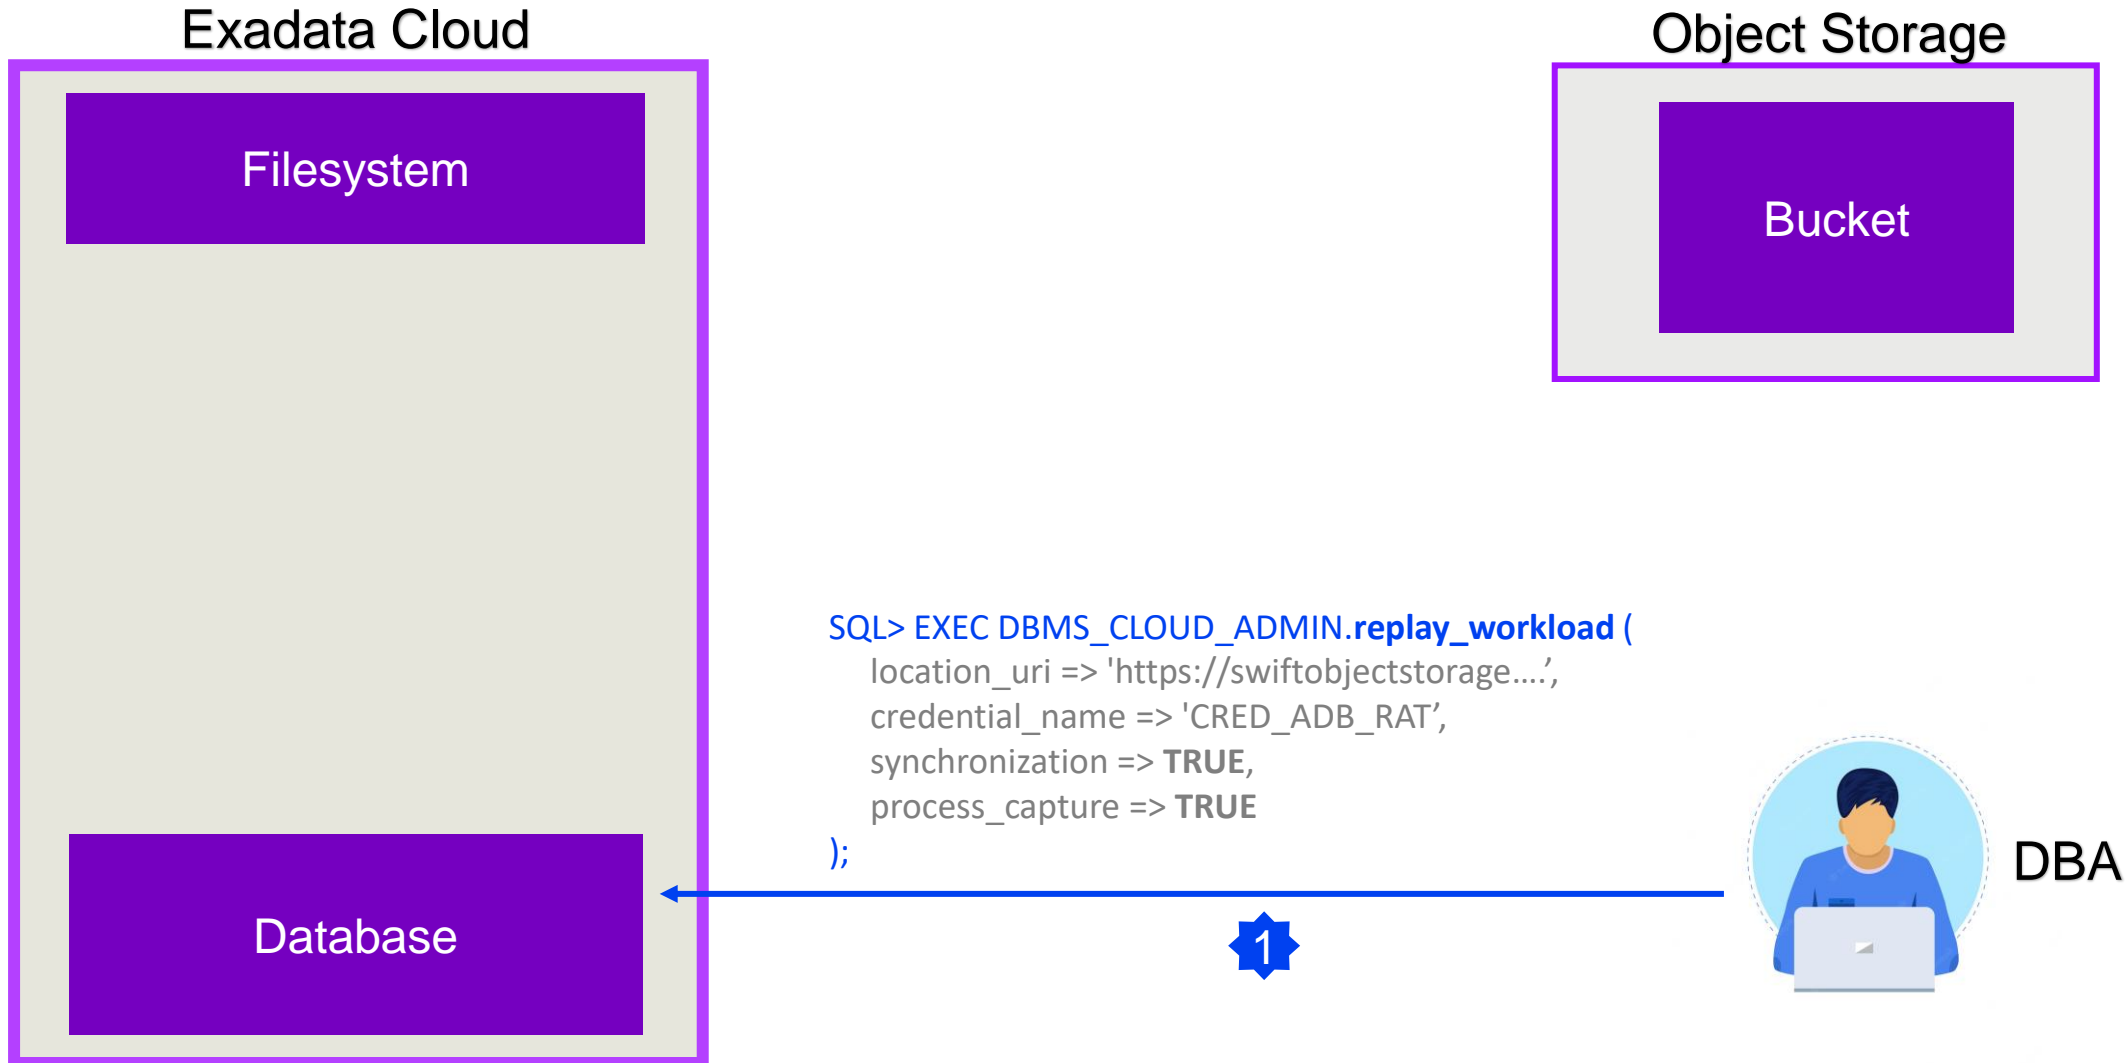 Exadata Cloud
Object Storage
Filesystem
Bucket
SQL> EXEC DBMS_CLOUD_ADMIN.replay_workload (
location_uri => 'https://swiftobjectstorage….’,
credential_name => 'CRED_ADB_RAT’,
synchronization => TRUE,
process_capture => TRUE
);
DBA
Database
1